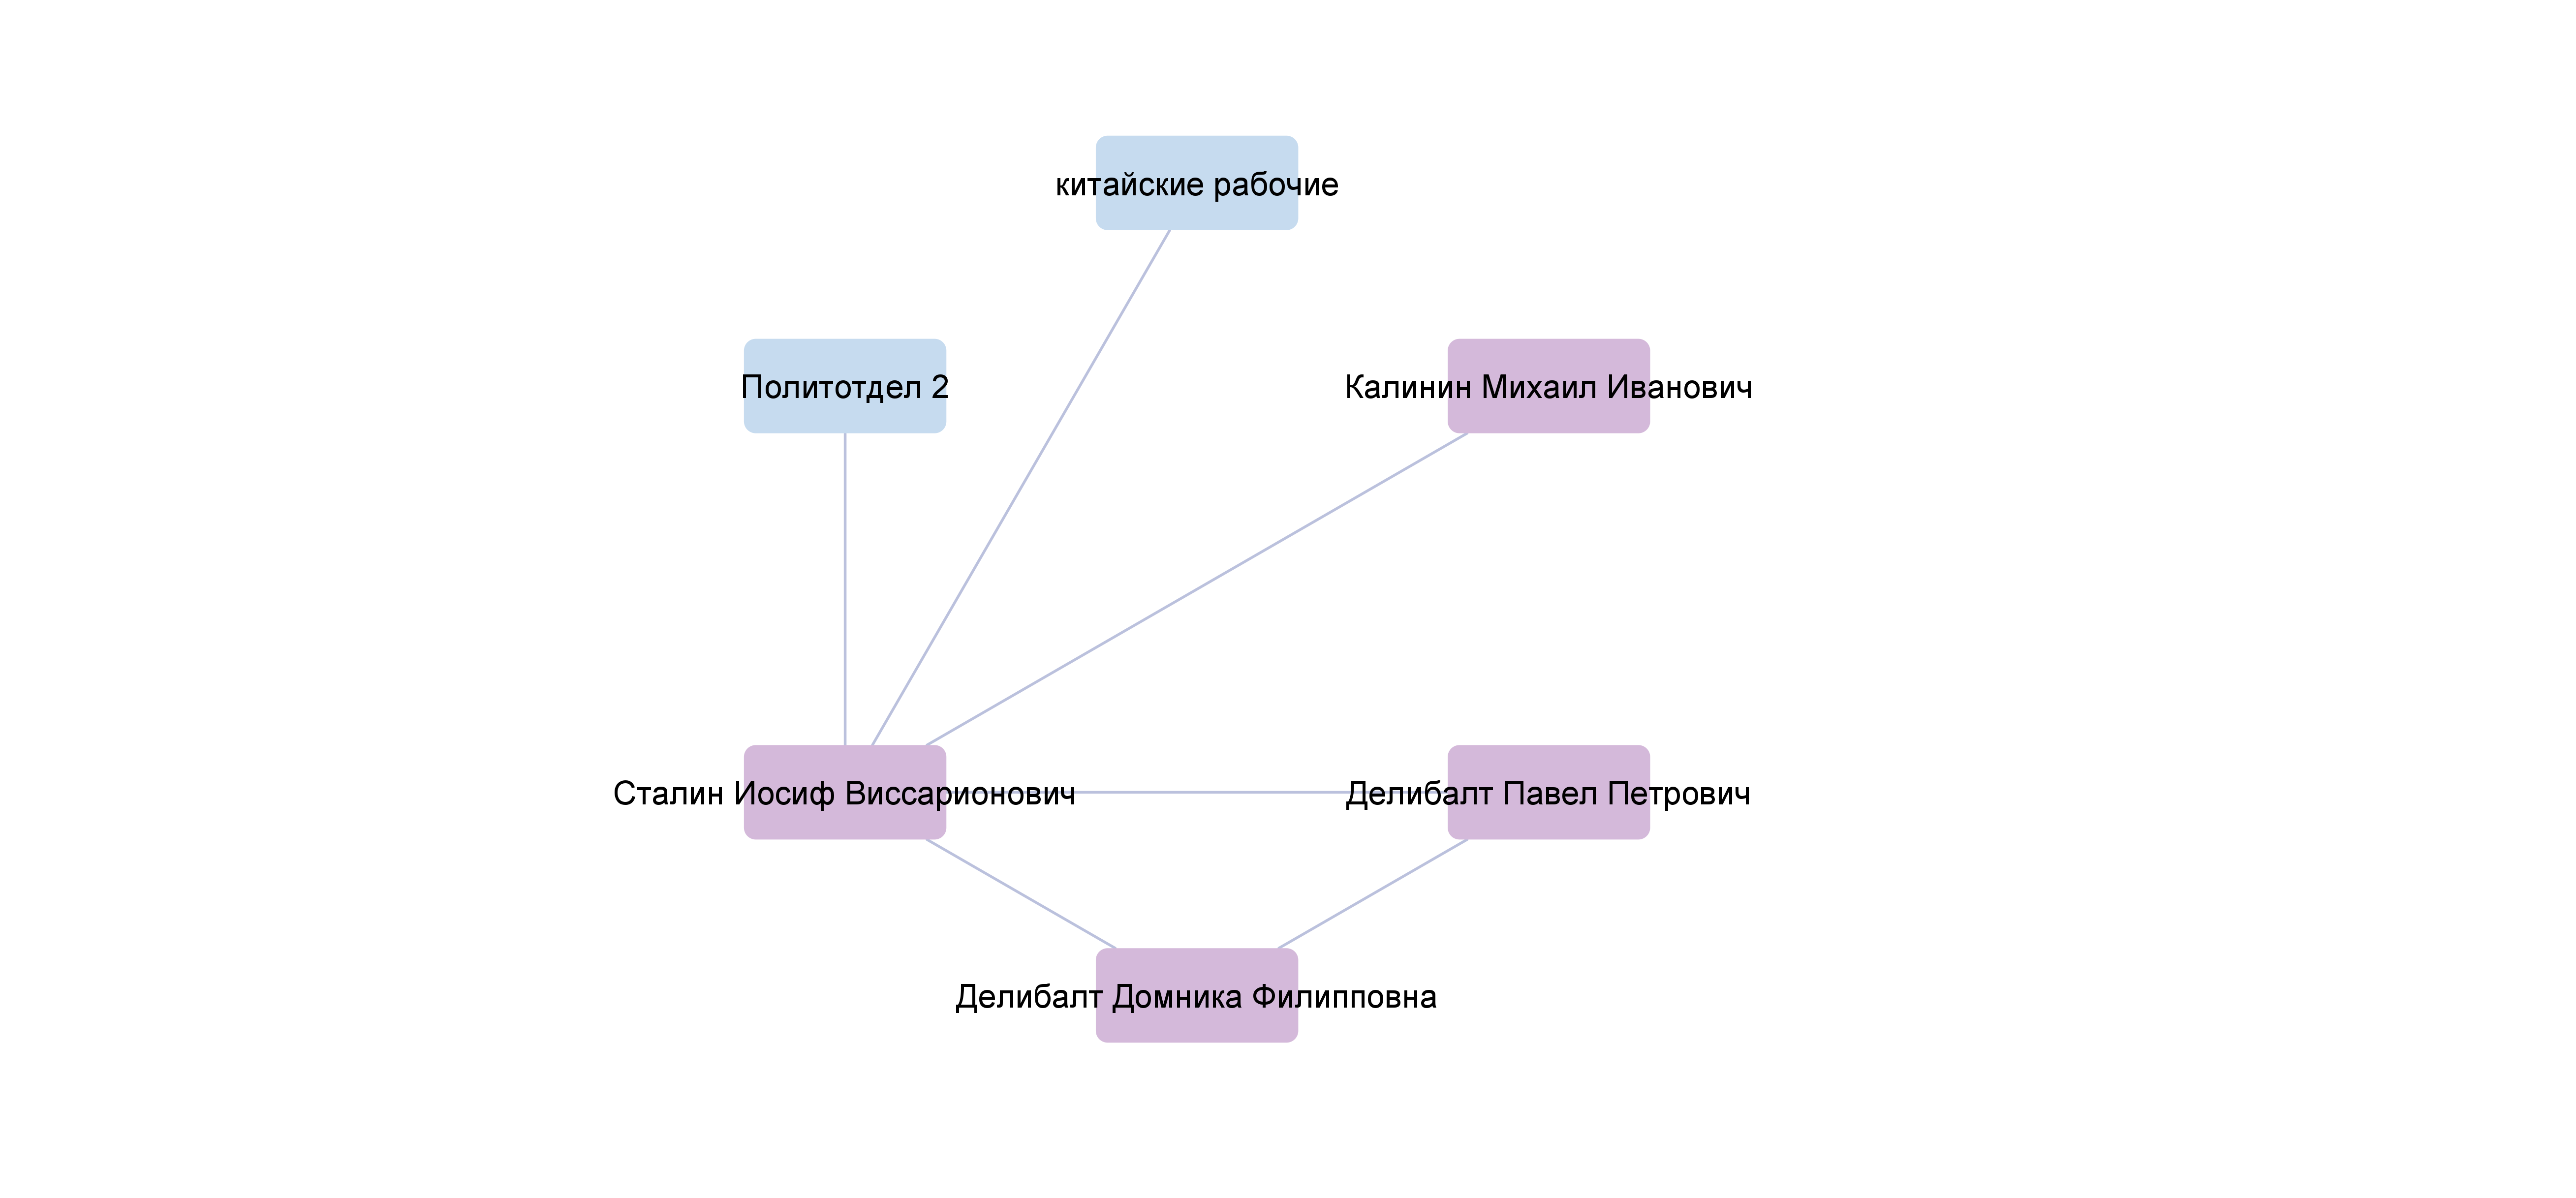 китайские рабочие
Политотдел 2
Калинин Михаил Иванович
Сталин Иосиф Виссарионович
Делибалт Павел Петрович
Делибалт Домника Филипповна